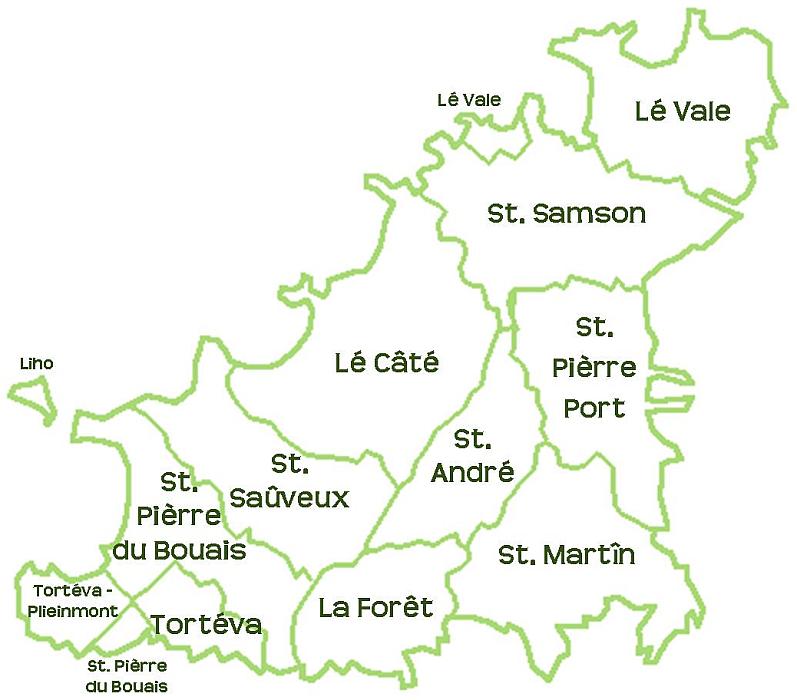 Lé Vale
Lé Vale
St. Samson
St.
Pièrre
Port
Lé Câté
Liho
St.
André
St.
Saûveux
St.
Pièrre
du Bouais
St. Martîn
Tortéva -
Plieinmont
La Forêt
Tortéva
St. Pièrre
du Bouais